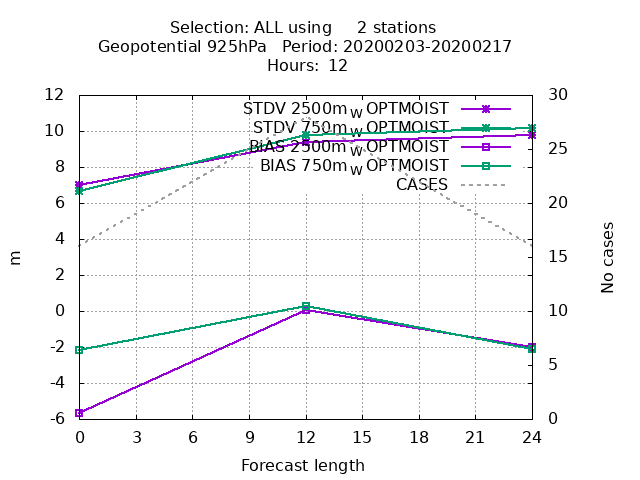 Selection: ALL using 2 stations
Geopotential 925hPa Period: 20200203-20200217
Hours: 12
STDV 2500m_W OPTMOIST
STDV 750m_W OPTMOIST
BIAS 2500m_W OPTMOIST
BIAS 750m_W OPTMOIST
CASES
12
10
8
6
4
2
0
-2
-4
-6
m
30
25
20
15
10
5
0
No cases
0 3 6 9 12 15 18 21 24
Forecast length